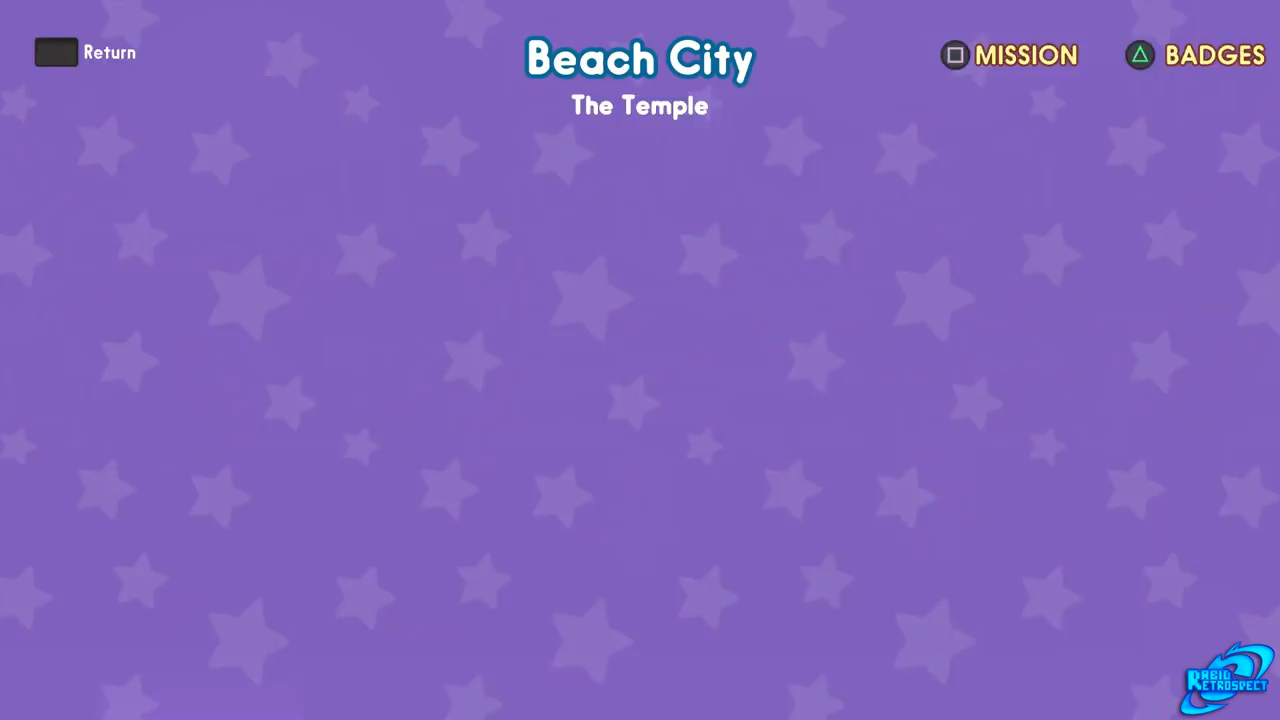 Return
Beach City
The Temple
MISSION
BADGES
RABID
RETROSPECT